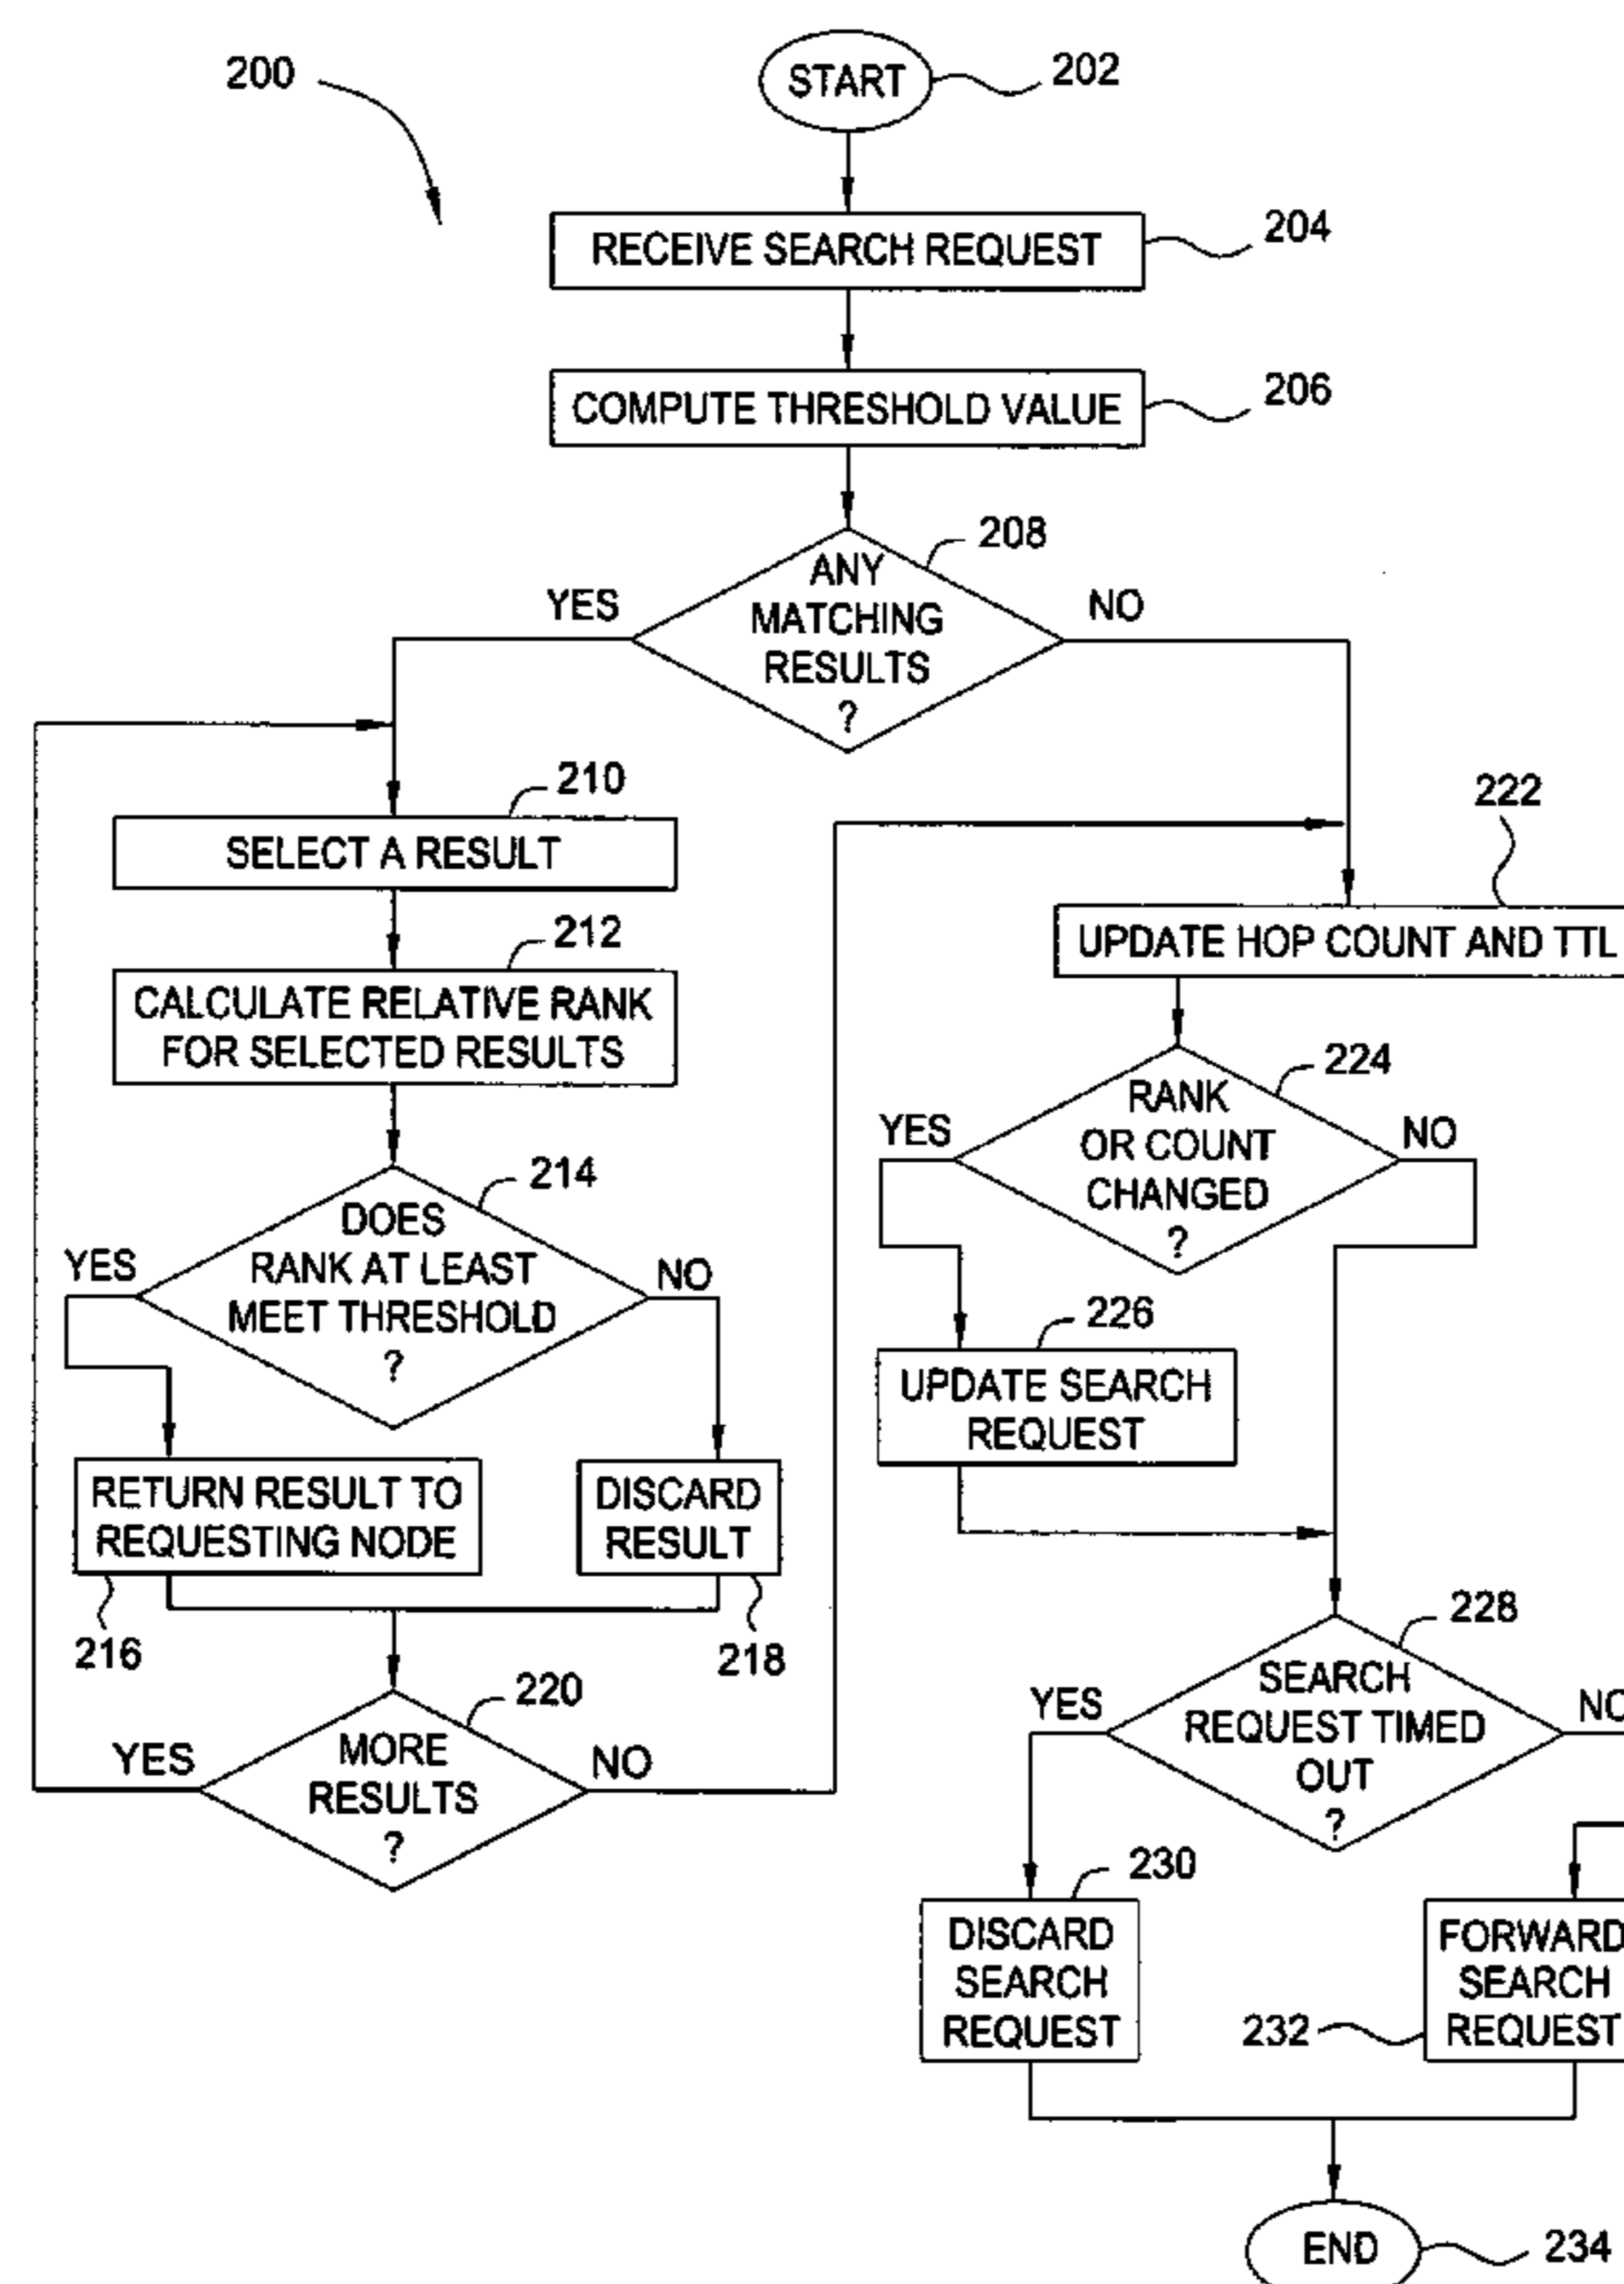 200
START
202
RECEIVE SEARCH REQUEST
204
COMPUTE THRESHOLD VALUE
206
208
ANY
MATCHING
RESULTS
?
YES
NO
210
SELECT A RESULT
212
CALCULATE RELATIVE RANK
FOR SELECTED RESULTS
214
DOES
RANK AT LEAST
MEET THRESHOLD
?
YES
NO
RETURN RESULT TO
REQUESTING NODE
216
DISCARD
RESULT
218
220
MORE
RESULTS
?
YES
NO
222
UPDATE HOP COUNT AND TTL
224
RANK
OR COUNT
CHANGED
?
YES
NO
226
UPDATE SEARCH
REQUEST
228
SEARCH
REQUEST TIMED
OUT
?
YES
NO
230
DISCARD
SEARCH
REQUEST
232
FORWARD
SEARCH
REQUEST
END
234